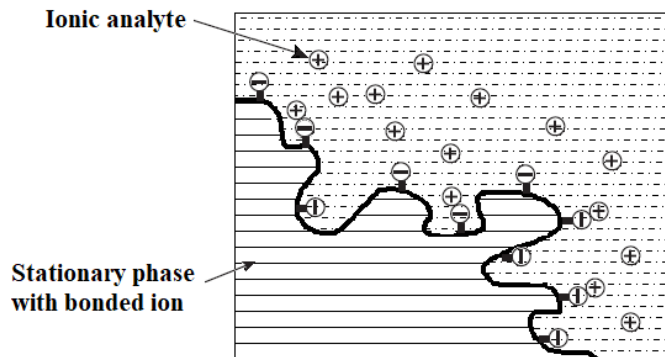 Ionic analyte
Stationary phase
with bonded ion